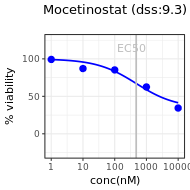 Mocetinostat (dss:9.3)
EC50
% viability
100
50
0
1 10 100 1000 10000
conc(nM)